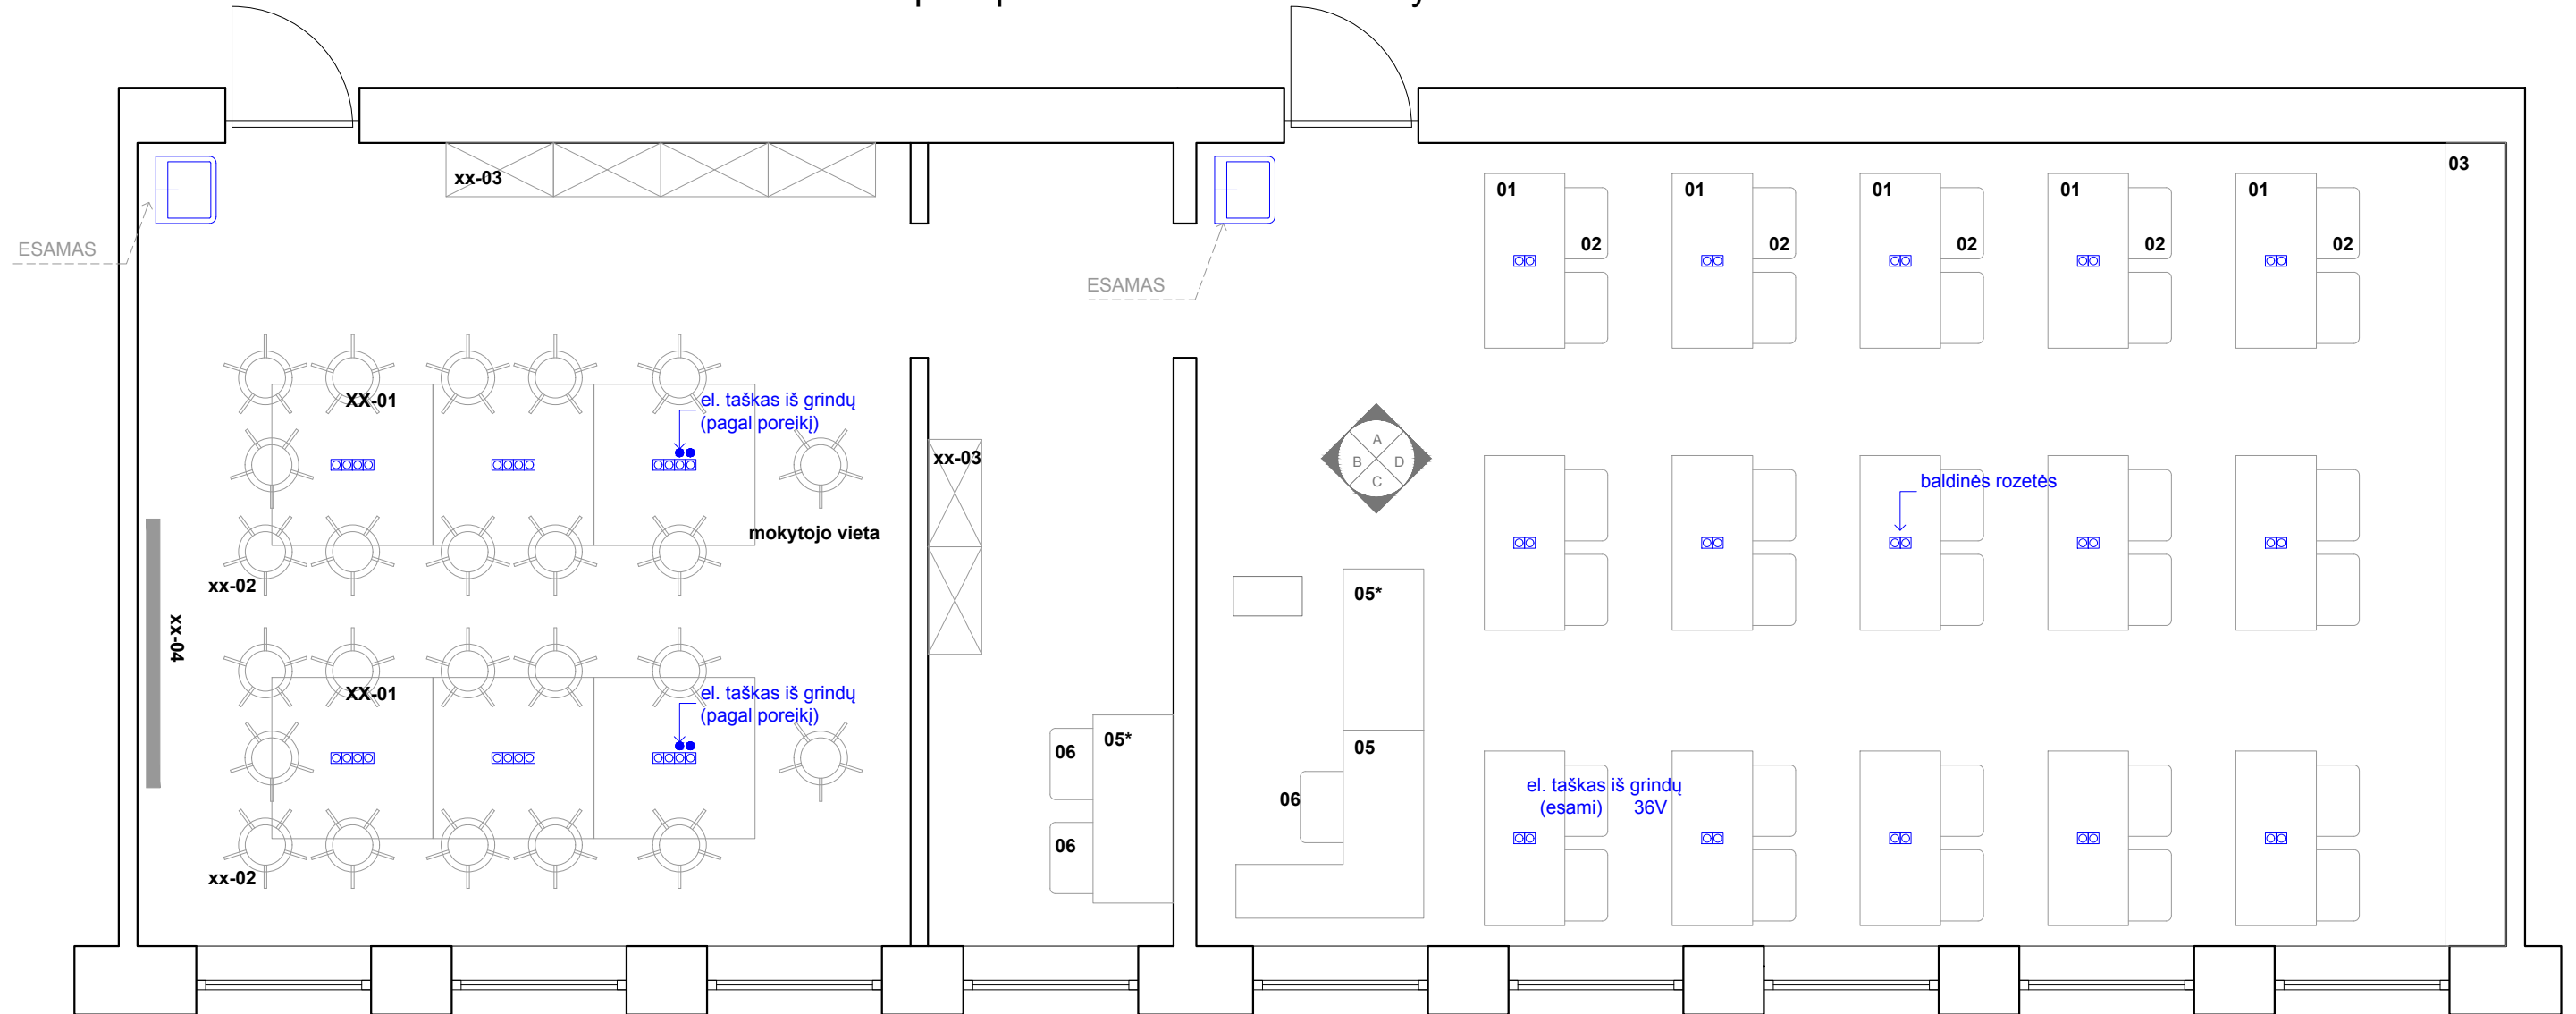 xx-03
01
01
01
01
01
03
02
02
02
02
02
ESAMAS
ESAMAS
XX-01
el. taškas iš grindų
(pagal poreikį)
xx-03
A
B
D
C
baldinės rozetės
mokytojo vieta
xx-02
05*
xx-04
XX-01
el. taškas iš grindų
(pagal poreikį)
06
05*
05
el. taškas iš grindų
(esami) 36V
06
06
xx-02